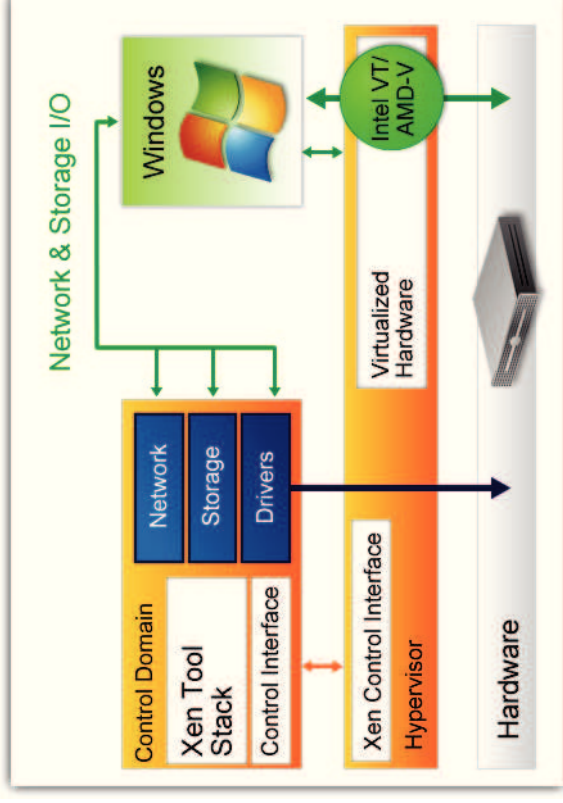 Network & Storage I/O
Control Domain
Xen Tool
Stack
Control Interface
Network
Storage
Drivers
Windows
Xen Control Interface
Hypervisor
Virtualized
Hardware
Intel VT/
AMD-V
Hardware